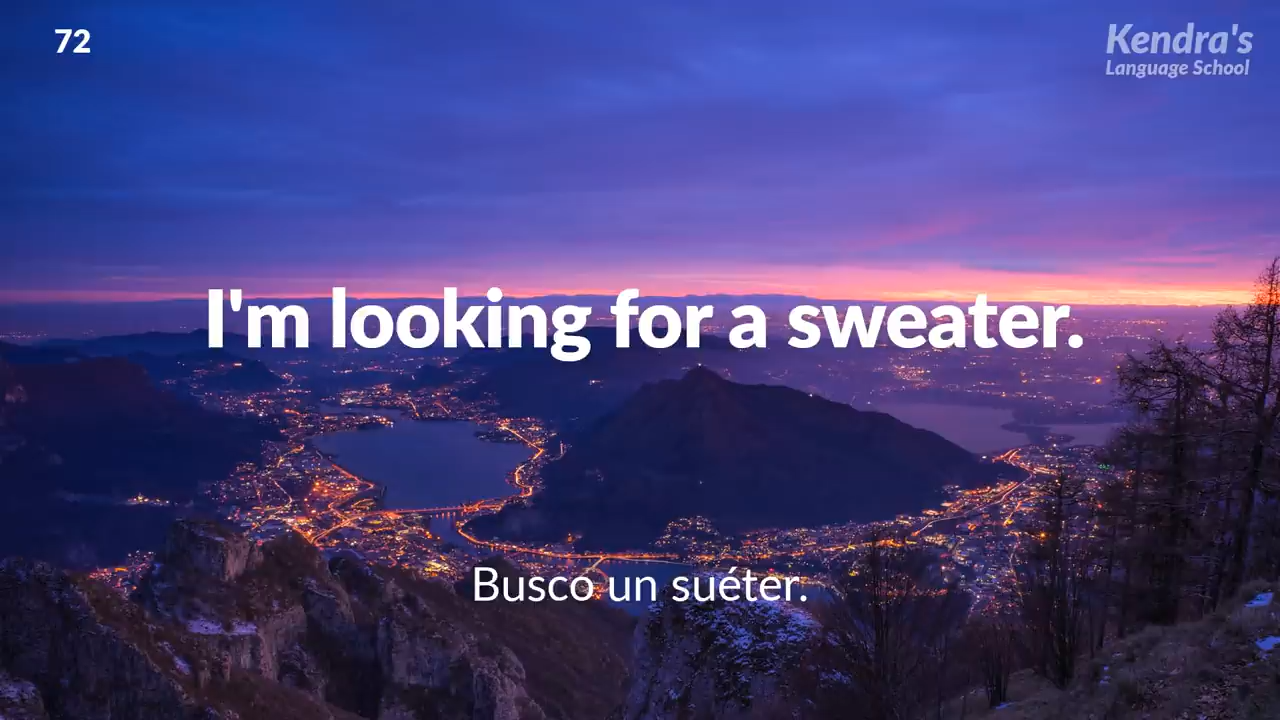 72
Kendra's
Language School
I'm looking for a sweater.
Busco un suéter.